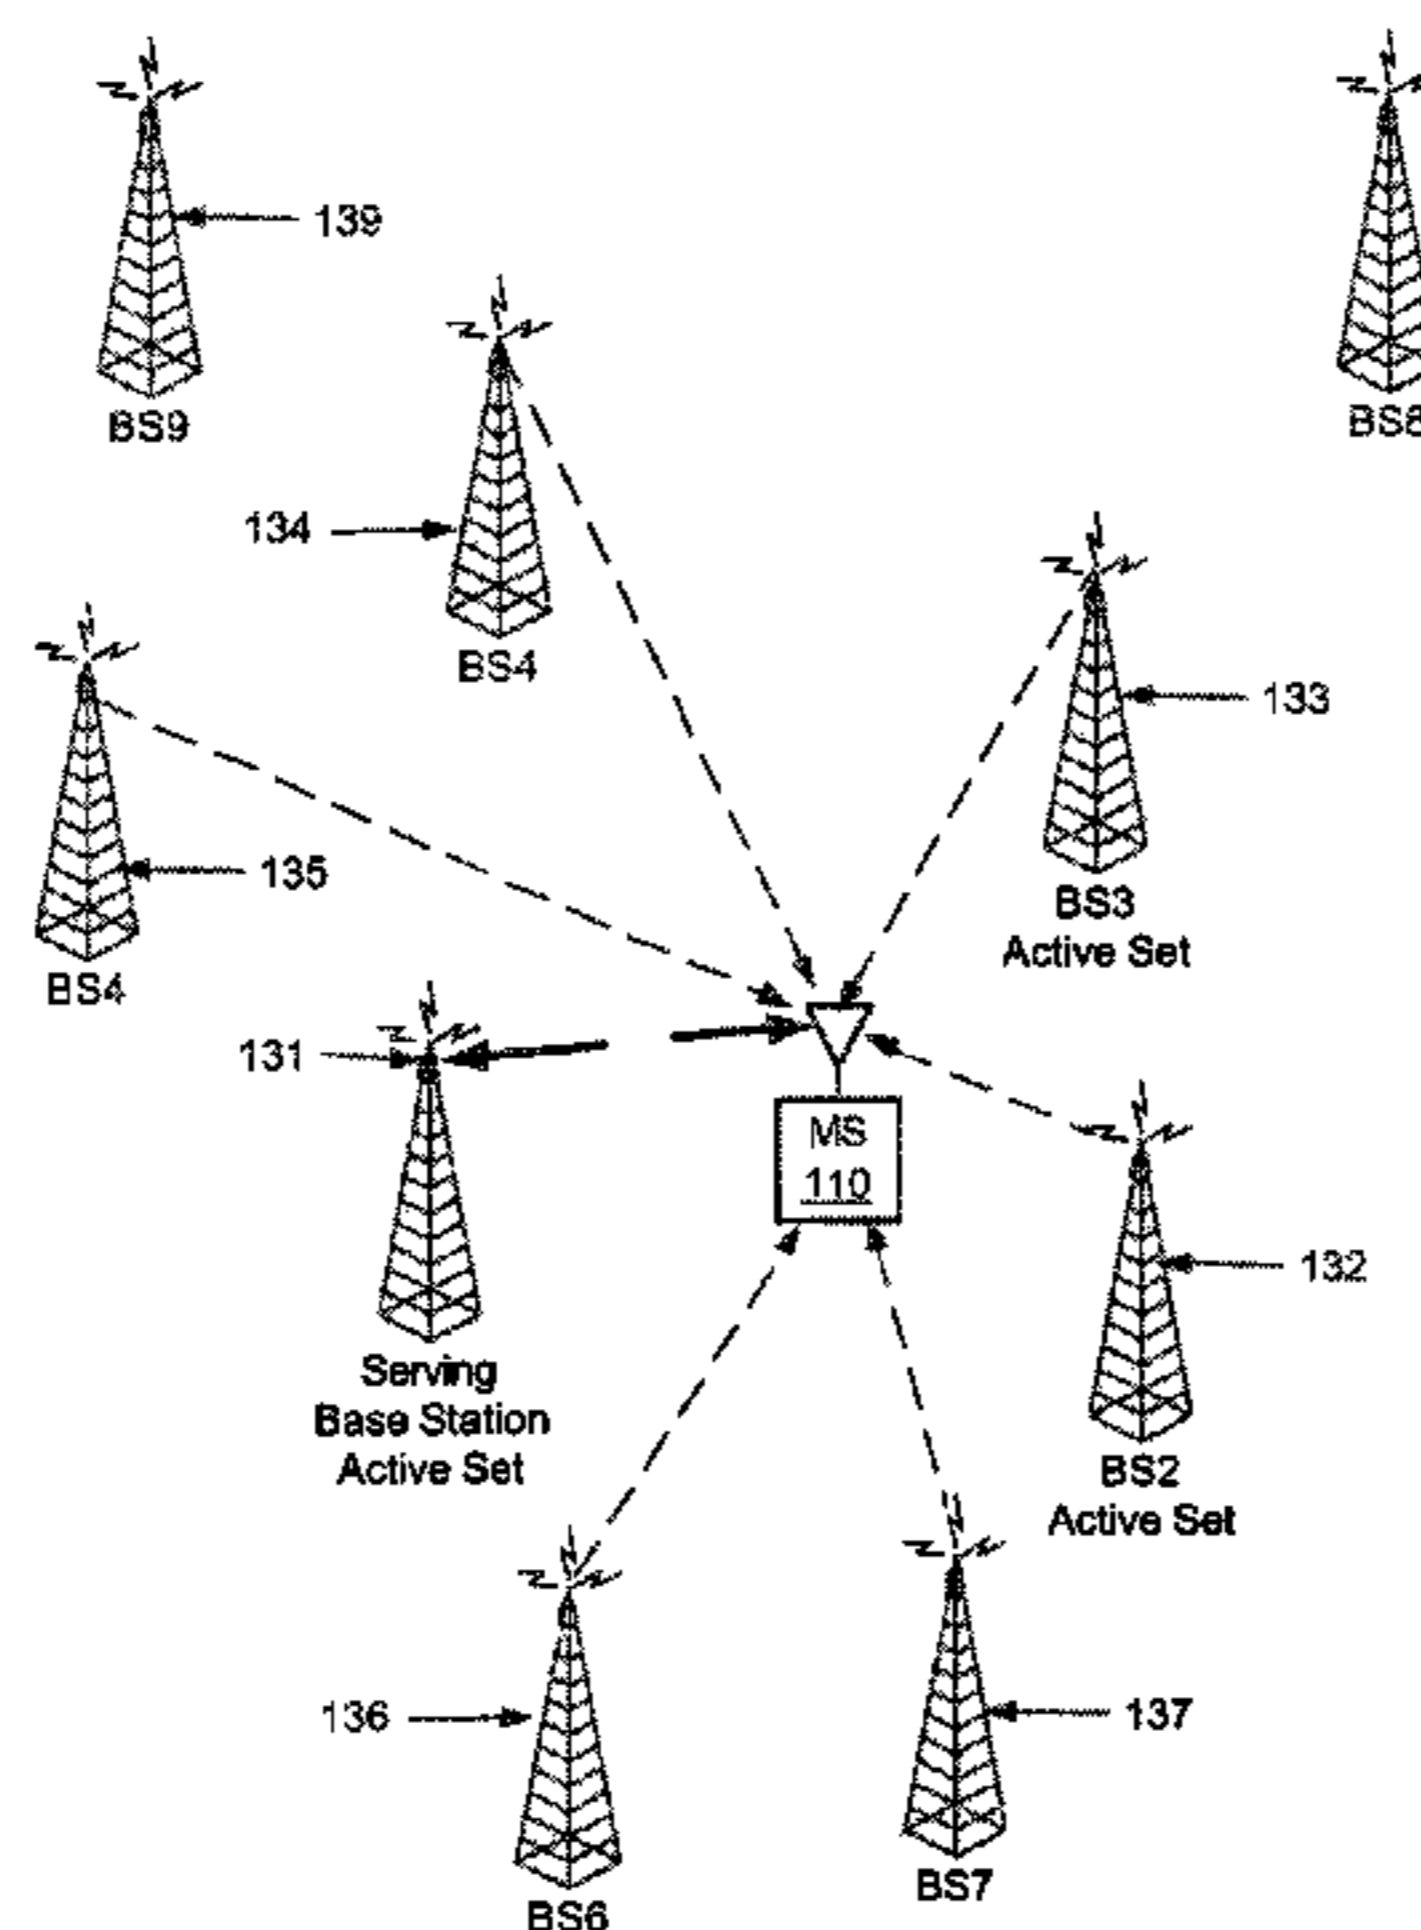 139
BS9
134
BS4
133
135
BS3
Active Set
BS4
131
MS
110
132
Serving
Base Station
Active Set
BS2
Active Set
136
137
BS7
BS6